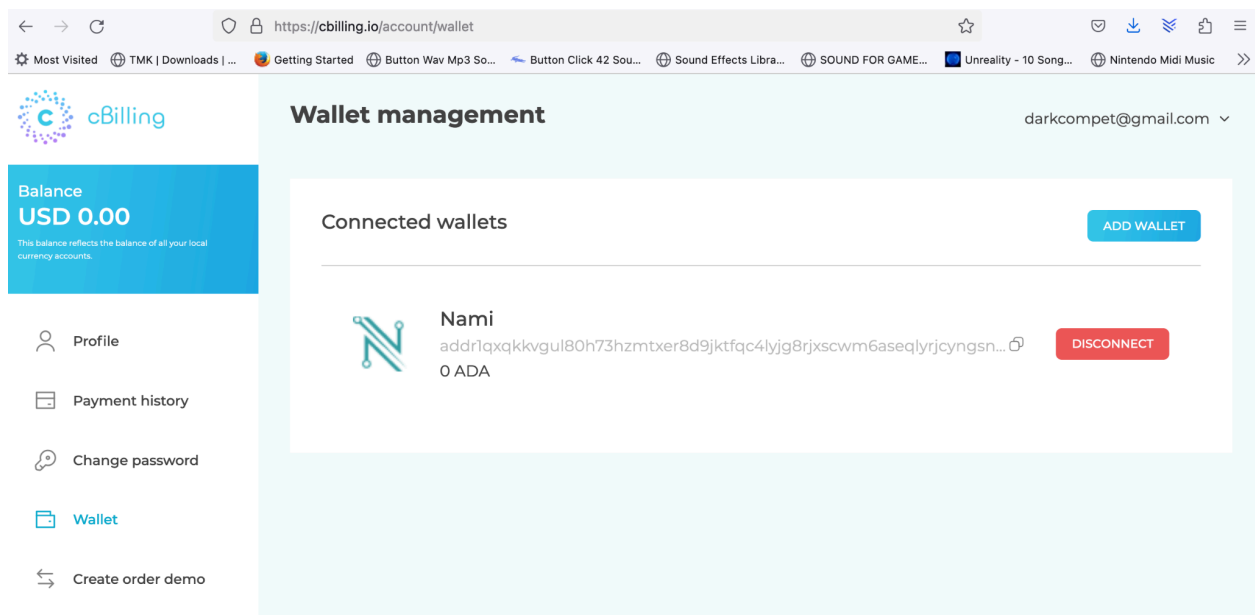 https://cbilling.io/account/wallet
Most Visited TMK | Downloads | ... Getting Started Button Wav Mp3 So... Button Click 42 Sou... Sound Effects Libra... SOUND FOR GAME... Unreality - 10 Song... Nintendo Midi Music
C cBilling
Wallet management
darkcompet@gmail.com
Balance
USD 0.00
This balance reflects the balance of all your local
currency accounts.
Connected wallets
ADD WALLET
Nami
addr1qxqkkvgul80h73hzmtxer8d9jktfqc4lyjg8rjxscwm6aseqlyrjcyngsn...
0 ADA
DISCONNECT
Profile
Payment history
Change password
Wallet
Create order demo